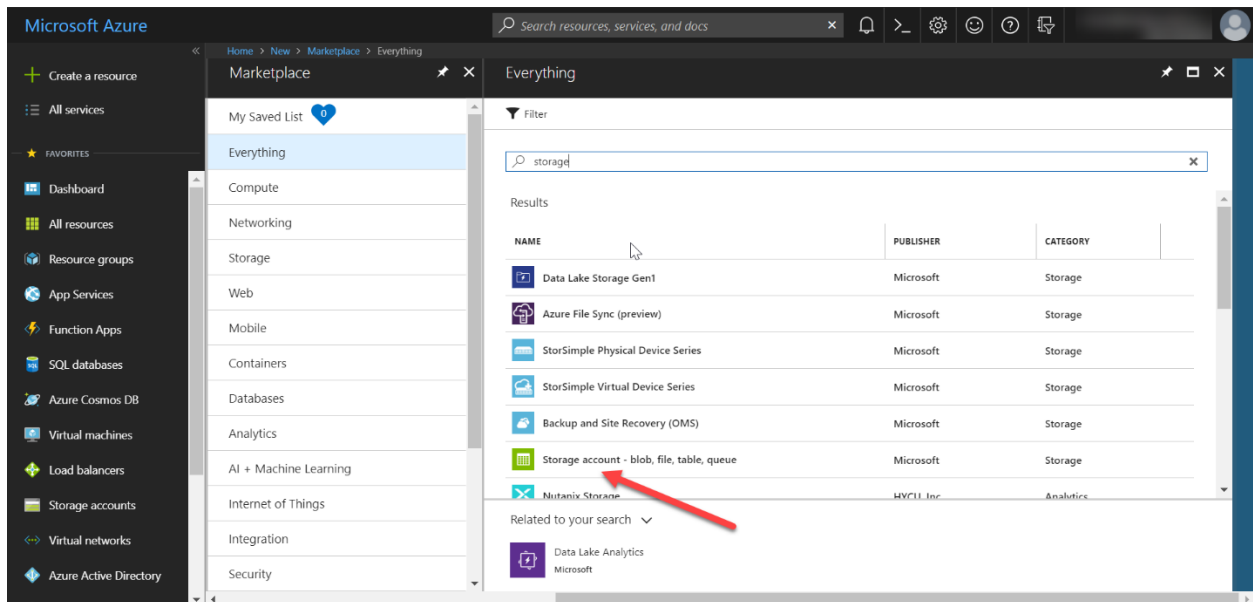 Microsoft Azure
Search resources, services, and docs
Home > New > Marketplace > Everything
Create a resource
All services
FAVORITES
Dashboard
All resources
Resource groups
App Services
Function Apps
SQL databases
Azure Cosmos DB
Virtual machines
Load balancers
Storage accounts
Virtual networks
Azure Active Directory
Marketplace
My Saved List 0
Everything
Compute
Networking
Storage
Web
Mobile
Containers
Databases
Analytics
AI + Machine Learning
Internet of Things
Integration
Security
Everything
Filter
storage
Results
NAME PUBLISHER CATEGORY
Data Lake Storage Gen1 Microsoft Storage
Azure File Sync (preview) Microsoft Storage
StorSimple Physical Device Series Microsoft Storage
StorSimple Virtual Device Series Microsoft Storage
Backup and Site Recovery (OMS) Microsoft Storage
Storage account - blob, file, table, queue Microsoft Storage
Nutanix Storage HYCU, Inc. Analytics
Related to your search
Data Lake Analytics
Microsoft